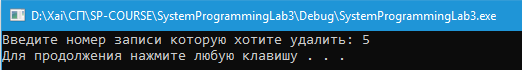 D:\Xai\СП\SP-COURSE\SystemProgrammingLab3\Debug\SystemProgrammingLab3.exe
Введите номер записи которую хотите удалить: 5
Для продолжения нажмите любую клавишу . . .